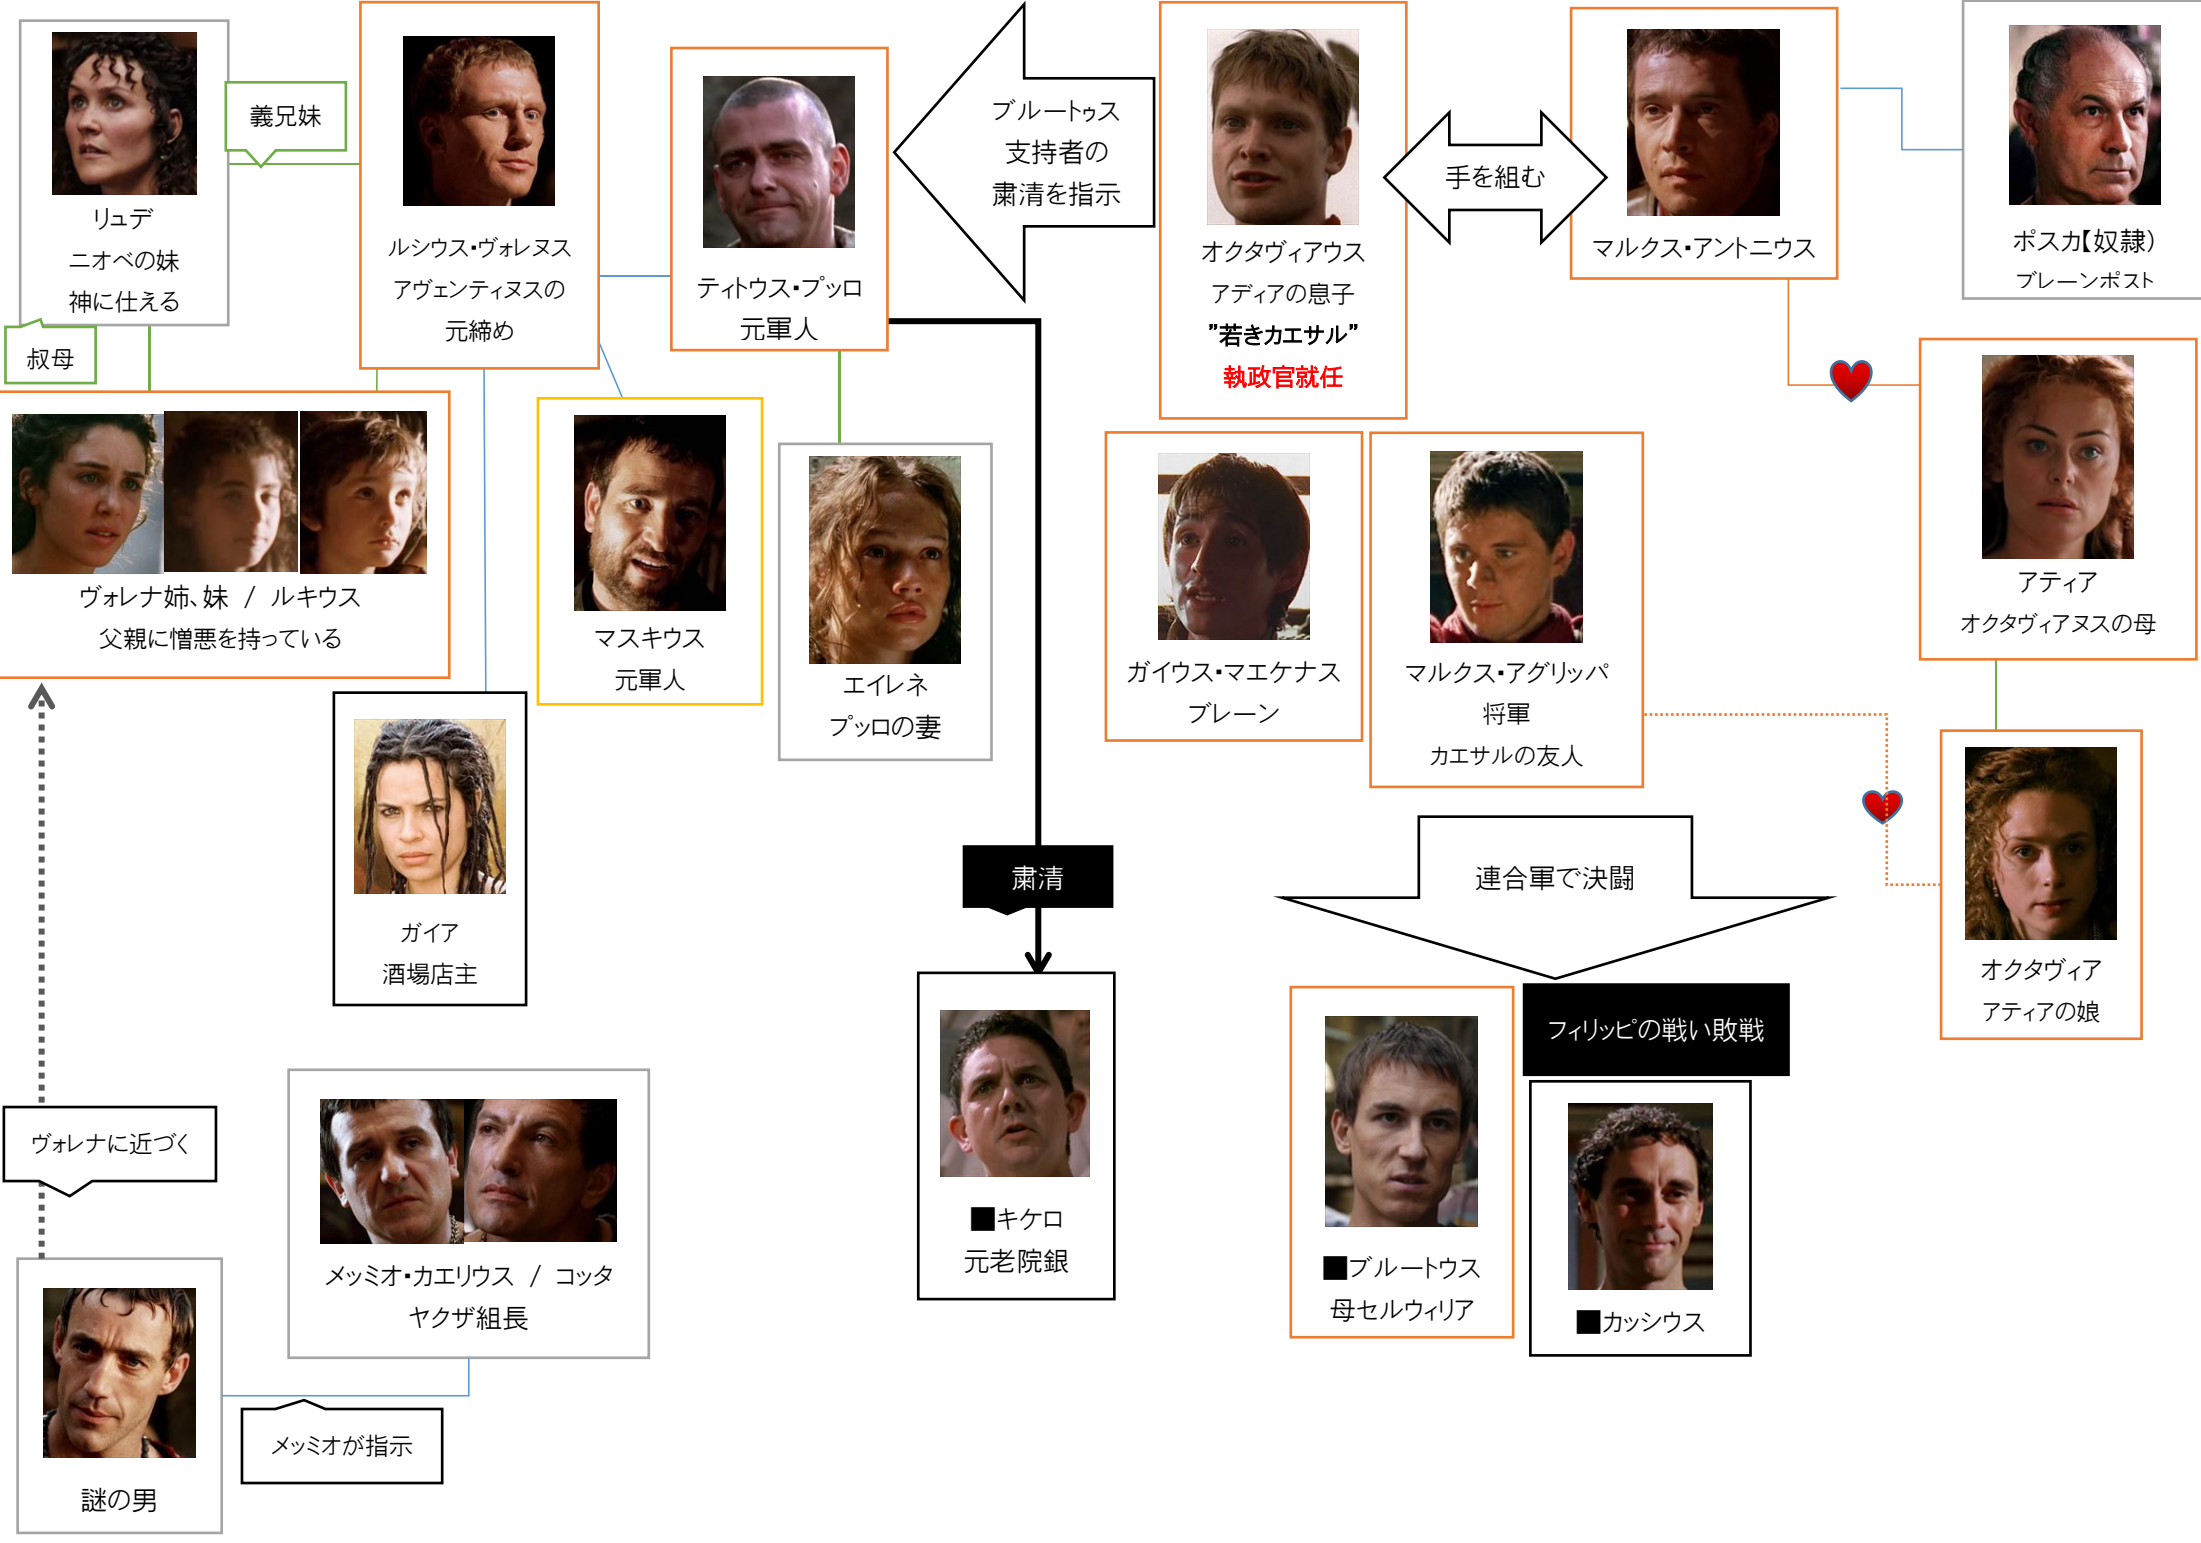 リュデ
ニオベの妹
神に仕える
義兄妹
叔母
ルシウス・ヴォレヌス
アヴェンティヌスの
元締め
ティトウス・プッロ
元軍人
ブルートゥス
支持者の
粛清を指示
オクタヴィアウス
アディアの息子
”若きカエサル”
執政官就任
手を組む
マルクス・アントニウス
ポスカ【奴隷）
ブレーンポスト
ヴォレナ姉、妹 / ルキウス
父親に憎悪を持っている
マスキウス
元軍人
エイレネ
プッロの妻
ガイウス・マエケナス
ブレーン
マルクス・アグリッパ
将軍
カエサルの友人
アティア
オクタヴィアヌスの母
ガイア
酒場店主
粛清
連合軍で決闘
オクタヴィア
アティアの娘
フィリッピの戦い敗戦
ヴォレナに近づく
メッミオ・カエリウス / コッタ
ヤクザ組長
■キケロ
元老院銀
■ブルートウス
母セルウィリア
■カッシウス
謎の男
メッミオが指示